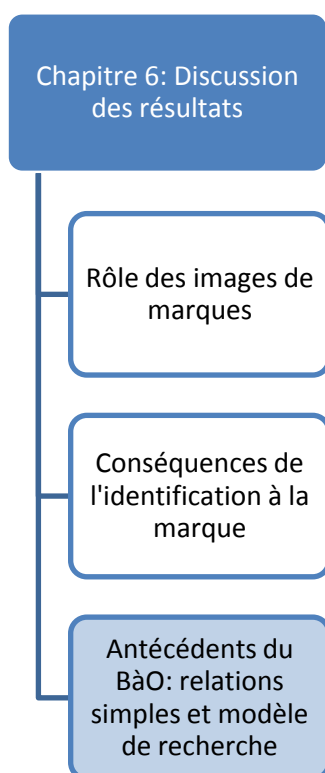 Chapitre 6: Discussion
des résultats
Rôle des images de
marques
Conséquences de
l'identification à la
marque
Antécédents du
BàO: relations
simples et modèle
de recherche